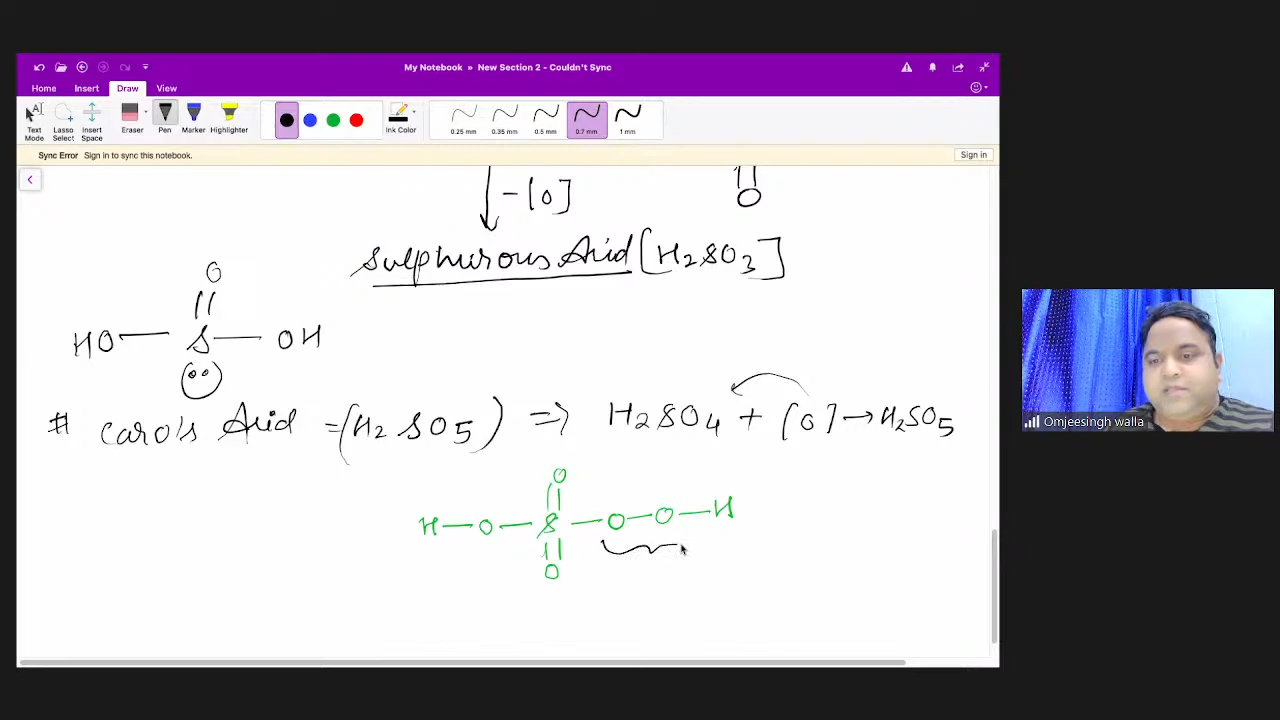 My Notebook » New Section 2 - Couldn't Sync
Home Insert Draw View
Text Mode
Lasso Select
Insert Space
Eraser
Pen
Marker
Highlighter
Ink Color
0.25 mm
0.35 mm
0.5 mm
0.7 mm
1 mm
Sync Error Sign in to sync this notebook.
Sign in
-[O]
O
Sulphurous Acid [H2SO3]
O
HO S OH
# Caro's Acid =(H2SO5) ⇒ H2SO4 + [O] → H2SO5
O
H—O—S—O—O—H
O
Omjeesingh walla